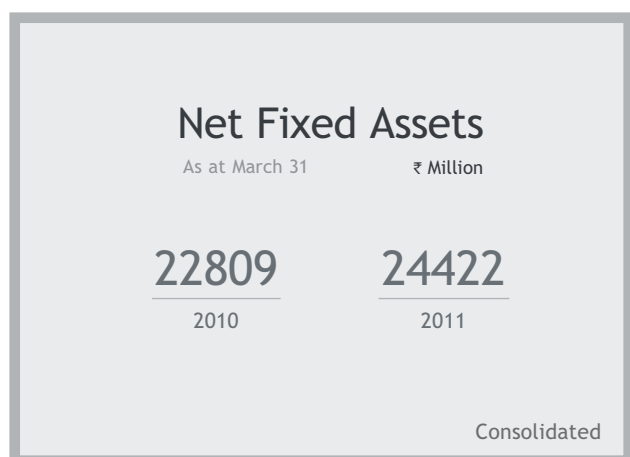 Net Fixed Assets
As at March 31 ₹ Million
22809 24422
2010 2011
Consolidated